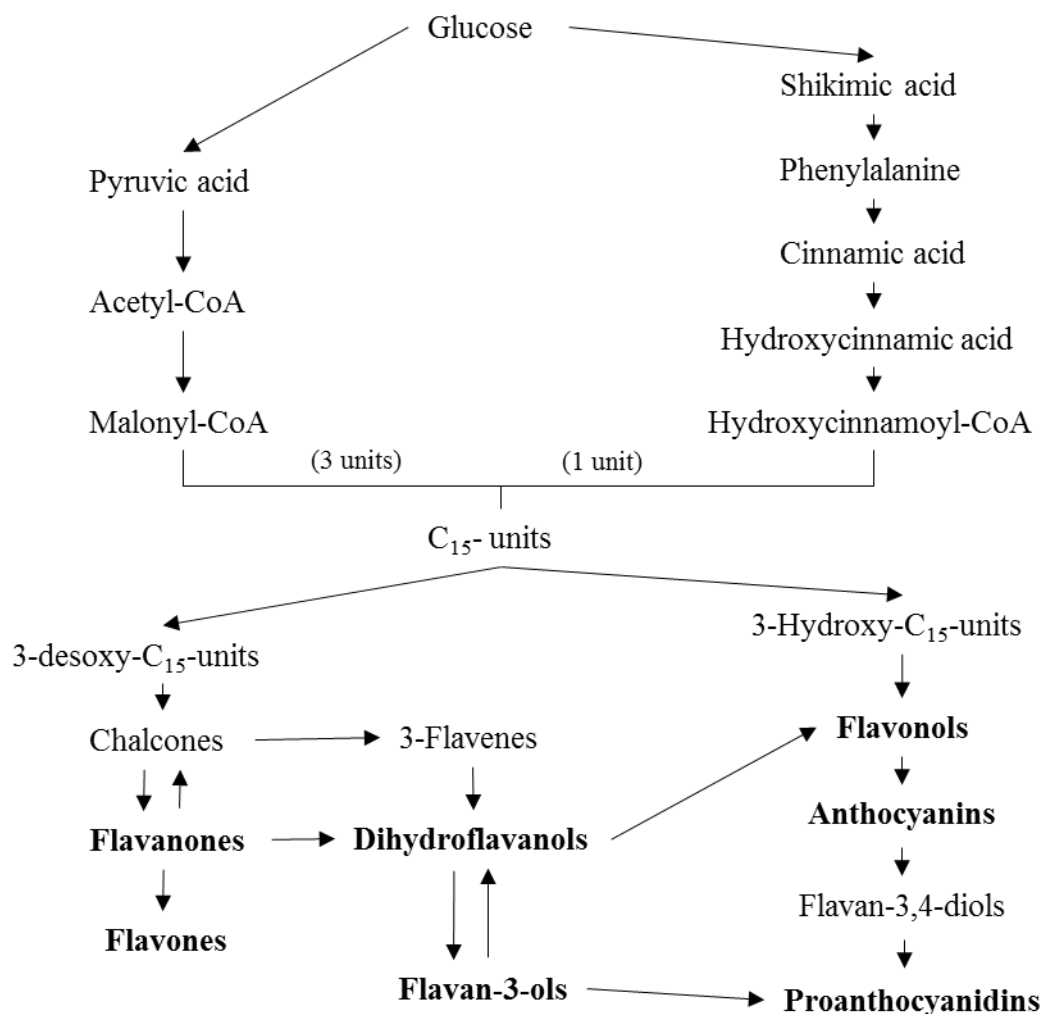 Glucose
Shikimic acid
Phenylalanine
Pyruvic acid
Cinnamic acid
Acetyl-CoA
Hydroxycinnamic acid
Malonyl-CoA
Hydroxycinnamoyl-CoA
(3 units)
(1 unit)
C₁₅- units
3-Hydroxy-C₁₅-units
3-desoxy-C₁₅-units
Chalcones
3-Flavenes
Flavonols
Flavanones
Dihydroflavanols
Anthocyanins
Flavan-3,4-diols
Flavones
Flavan-3-ols
Proanthocyanidins